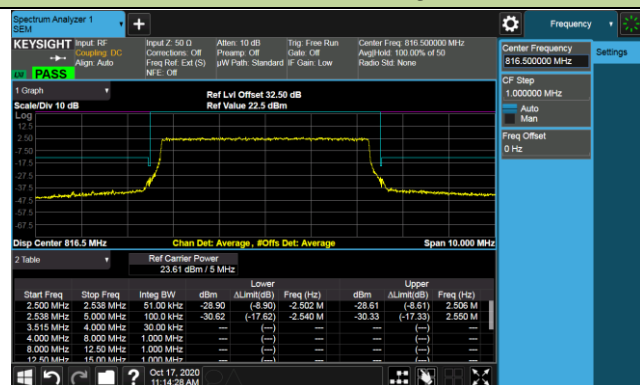 Spectrum Analyzer 1
SEM
+
Frequency
KEYSIGHT
Input: RF
Coupling: DC
Align: Auto
Input Z: 50 Ω
Corrections: Off
Freq Ref: Ext (S)
NFE: Off
Atten: 10 dB
Preamp: Off
µW Path: Standard
Trig: Free Run
Gate: Off
IF Gain: Low
Center Freq: 816.500000 MHz
Avg|Hold: 100.00% of 50
Radio Std: None
PASS
Center Frequency
816.500000 MHz
Settings
CF Step
1.000000 MHz
Auto
Man
Freq Offset
0 Hz
1 Graph
Scale/Div 10 dB
Ref Lvl Offset 32.50 dB
Ref Value 22.5 dBm
Log
12.5
2.50
-7.50
-17.5
-27.5
-37.5
-47.5
-57.5
-67.5
Disp Center 816.5 MHz
Chan Det: Average , #Offs Det: Average
Span 10.000 MHz
2 Table
Ref Carrier Power
23.61 dBm / 5 MHz
Lower Upper
Start Freq Stop Freq Integ BW dBm ΔLimit(dB) Freq (Hz) dBm ΔLimit(dB) Freq (Hz)
2.500 MHz 2.538 MHz 51.00 kHz -28.90 (-8.90) -2.502 M -28.61 (-8.61) 2.506 M
2.538 MHz 5.000 MHz 100.0 kHz -30.62 (-17.62) -2.540 M -30.33 (-17.33) 2.550 M
3.515 MHz 4.000 MHz 30.00 kHz --- (---) --- --- (---) ---
4.000 MHz 8.000 MHz 1.000 MHz --- (---) --- --- (---) ---
8.000 MHz 12.50 MHz 1.000 MHz --- (---) --- --- (---) ---
12.50 MHz 15.00 MHz 1.000 MHz --- (---) --- --- (---) ---
?
Oct 17, 2020
11:14:28 AM